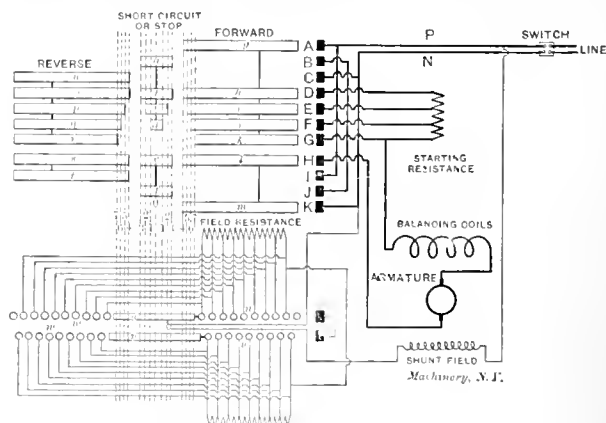 SHORT CIRCUIT
OR STOP
FORWARD
REVERSE
A
B
C
D
E
F
G
H
I
J
K
P
N
SWITCH
LINE
STARTING
RESISTANCE
FIELD RESISTANCE
BALANCING COILS
ARMATURE
SHUNT FIELD
Machinery, N.Y.